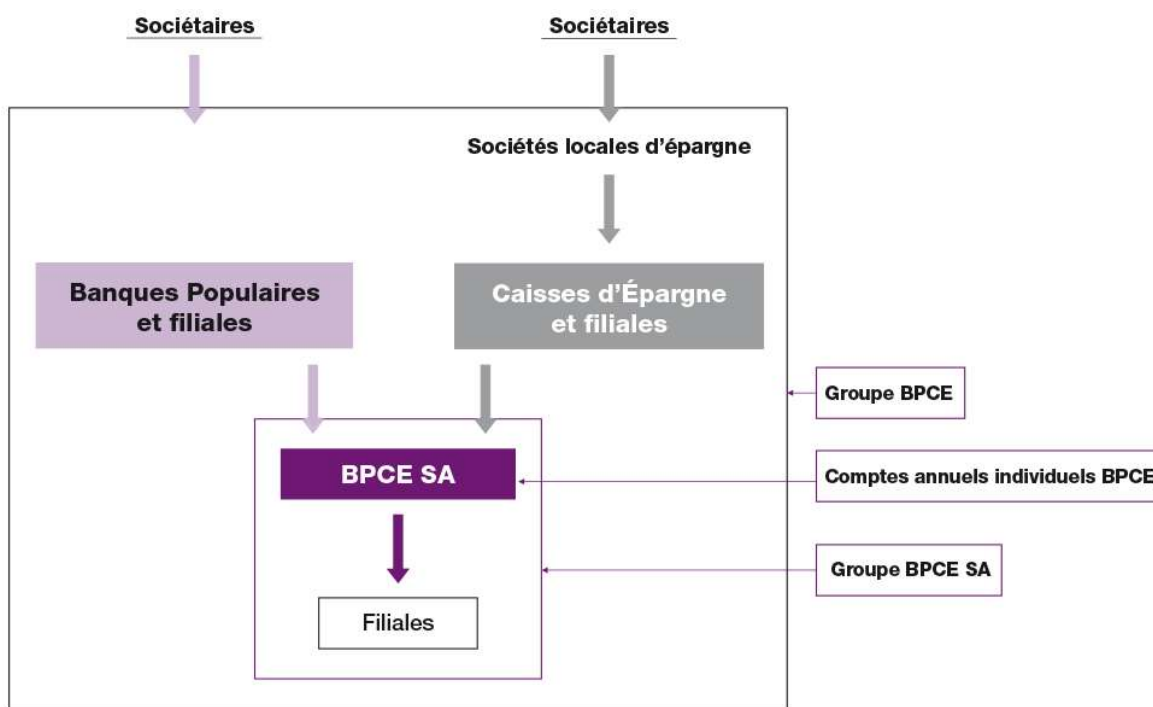 Sociétaires
Sociétaires
Sociétés locales d'épargne
Banques Populaires
et filiales
Caisses d'Épargne
et filiales
Groupe BPCE
BPCE SA
Comptes annuels individuels BPCE
Groupe BPCE SA
Filiales